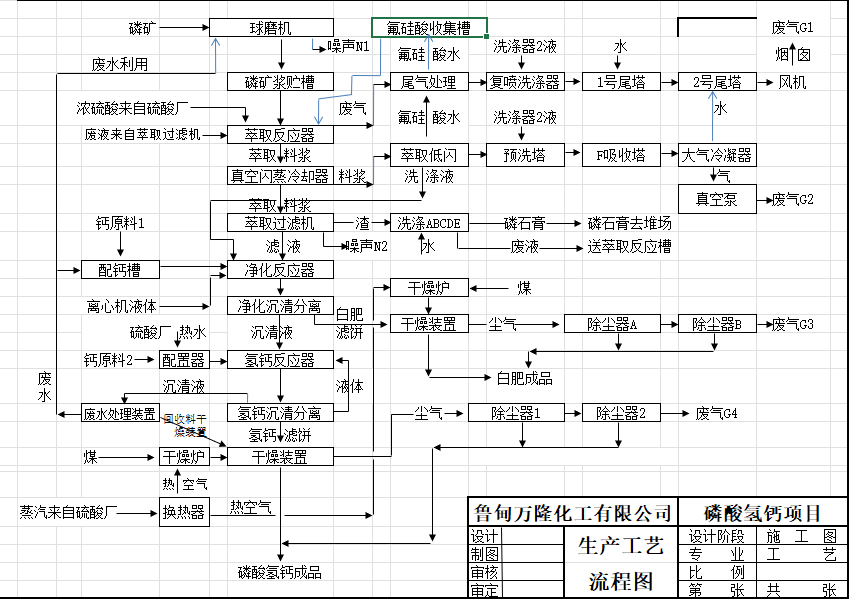 磷矿
球磨机
氟硅酸收集槽
废气G1
噪声N1
氟硅 酸水
洗涤器2液
水
烟 囱
废水利用
磷矿浆贮槽
尾气处理
复喷洗涤器
1号尾塔
2号尾塔
风机
浓硫酸来自硫酸厂
废气
氟硅 酸水
洗涤器2液
水
废液来自萃取过滤机
萃取反应器
萃取 料浆
萃取低闪
预洗塔
F吸收塔
大气冷凝器
真空闪蒸冷却器
料浆
洗 涤液
气
真空泵
废气G2
萃取 料浆
钙原料1
萃取过滤机
渣
洗涤ABCDE
磷石膏
磷石膏去堆场
滤 液
噪声N2
水
废液
送萃取反应槽
配钙槽
净化反应器
干燥炉
煤
离心机液体
净化沉清分离
白肥
滤饼
干燥装置
尘气
除尘器A
除尘器B
废气G3
硫酸厂 热水
沉清液
钙原料2
配置器
氢钙反应器
白肥成品
废
水
沉清液
液体
废水处理装置
回收料干
燥装置
氢钙沉清分离
尘气
除尘器1
除尘器2
废气G4
氢钙 滤饼
煤
干燥炉
干燥装置
热 空气
蒸汽来自硫酸厂
换热器
热空气
磷酸氢钙成品
鲁甸万隆化工有限公司
磷酸氢钙项目
设计
制图
审核
审定
生产工艺
流程图
设计阶段 施 工 图
专 业 工 艺
比 例
第 张 共 张